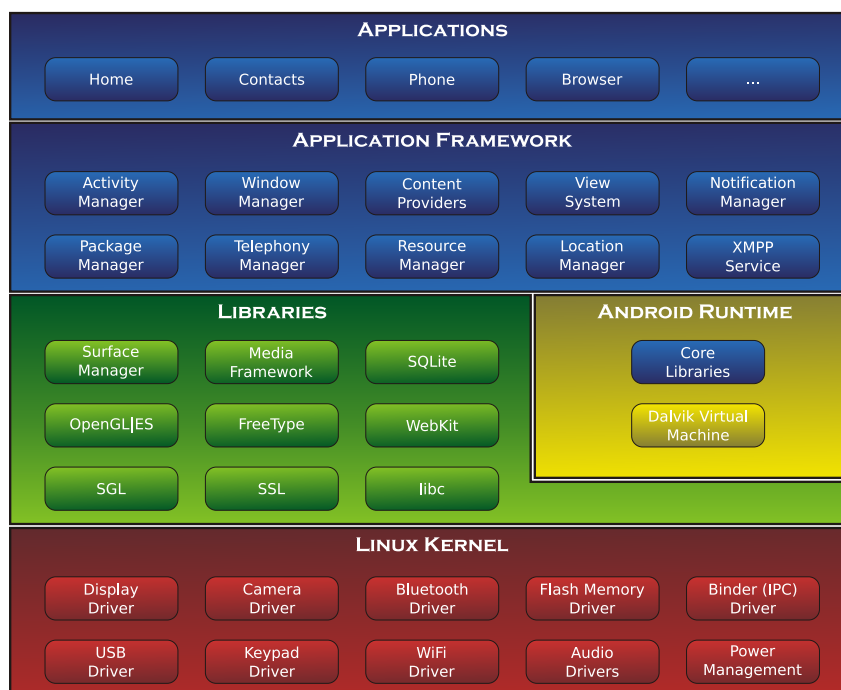 APPLICATIONS
Home
Contacts
Phone
Browser
...
APPLICATION FRAMEWORK
Activity
Manager
Window
Manager
Content
Providers
View
System
Notification
Manager
Package
Manager
Telephony
Manager
Resource
Manager
Location
Manager
XMPP
Service
LIBRARIES
Surface
Manager
Media
Framework
SQLite
OpenGL|ES
FreeType
WebKit
SGL
SSL
libc
ANDROID RUNTIME
Core
Libraries
Dalvik Virtual
Machine
LINUX KERNEL
Display
Driver
Camera
Driver
Bluetooth
Driver
Flash Memory
Driver
Binder (IPC)
Driver
USB
Driver
Keypad
Driver
WiFi
Driver
Audio
Drivers
Power
Management